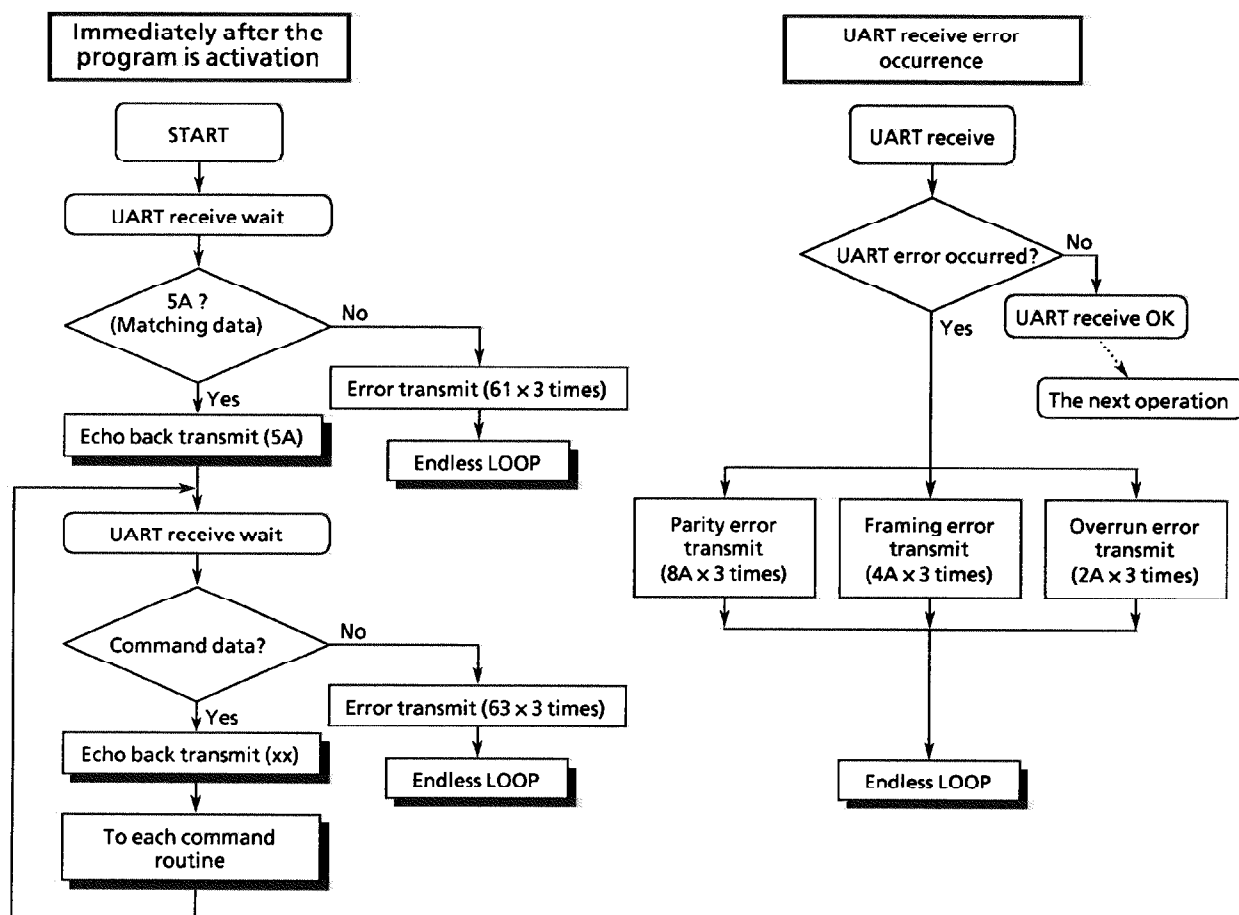 Immediately after the
program is activation
START
UART receive wait
5A ?
(Matching data)
No
Yes
Error transmit (61 × 3 times)
Echo back transmit (5A)
Endless LOOP
UART receive wait
Command data?
No
Yes
Error transmit (63 × 3 times)
Echo back transmit (xx)
Endless LOOP
To each command
routine
UART receive error
occurrence
UART receive
UART error occurred?
No
Yes
UART receive OK
The next operation
Parity error
transmit
(8A × 3 times)
Framing error
transmit
(4A × 3 times)
Overrun error
transmit
(2A × 3 times)
Endless LOOP